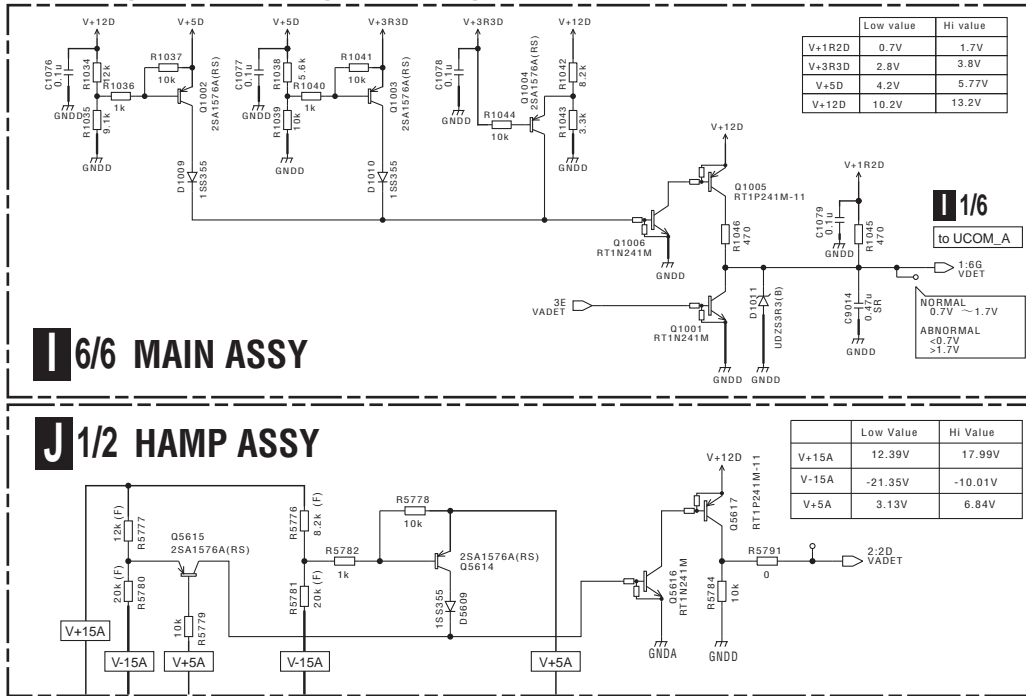 V+12D
V+5D
V+5D
V+3R3D
V+3R3D
V+12D
C1076
0.1u
R1034
12k
R1036
1k
R1037
10k
Q1002
2SA1576A(RS)
GNDD
R1035
9.1k
GNDD
D1009
1SS355
C1077
0.1u
R1038
5.6k
R1040
1k
R1041
10k
Q1003
2SA1576A(RS)
GNDD
R1039
10k
GNDD
D1010
1SS355
C1078
0.1u
GNDD
R1044
10k
Q1004
2SA1576A(RS)
R1042
8.2k
R1043
3.3k
GNDD
Low value Hi value
V+1R2D 0.7V 1.7V
V+3R3D 2.8V 3.8V
V+5D 4.2V 5.77V
V+12D 10.2V 13.2V
V+12D
Q1005
RT1P241M-11
Q1006
RT1N241M
GNDD
R1046
470
V+1R2D
C1079
0.1u
GNDD
R1045
470
I 1/6
to UCOM_A
1:6G
VDET
3E
VADET
Q1001
RT1N241M
GNDD
D1011
UDZS3R3(B)
GNDD
C9014
0.47u
SR
GNDD
NORMAL
0.7V ～1.7V
ABNORMAL
<0.7V
>1.7V
I 6/6 MAIN ASSY
J 1/2 HAMP ASSY
Low Value Hi Value
V+15A 12.39V 17.99V
V-15A -21.35V -10.01V
V+5A 3.13V 6.84V
12k (F)
R5777
Q5615
2SA1576A(RS)
20k (F)
R5780
10k
R5779
R5776
8.2k (F)
R5778
10k
R5782
1k
2SA1576A(RS)
Q5614
R5781
20k (F)
1SS355
D5609
V+12D
Q5617
RT1P241M-11
Q5616
RT1N241M
GNDA
R5784
10k
GNDD
R5791
0
2:2D
VADET
V+15A
V-15A
V+5A
V-15A
V+5A